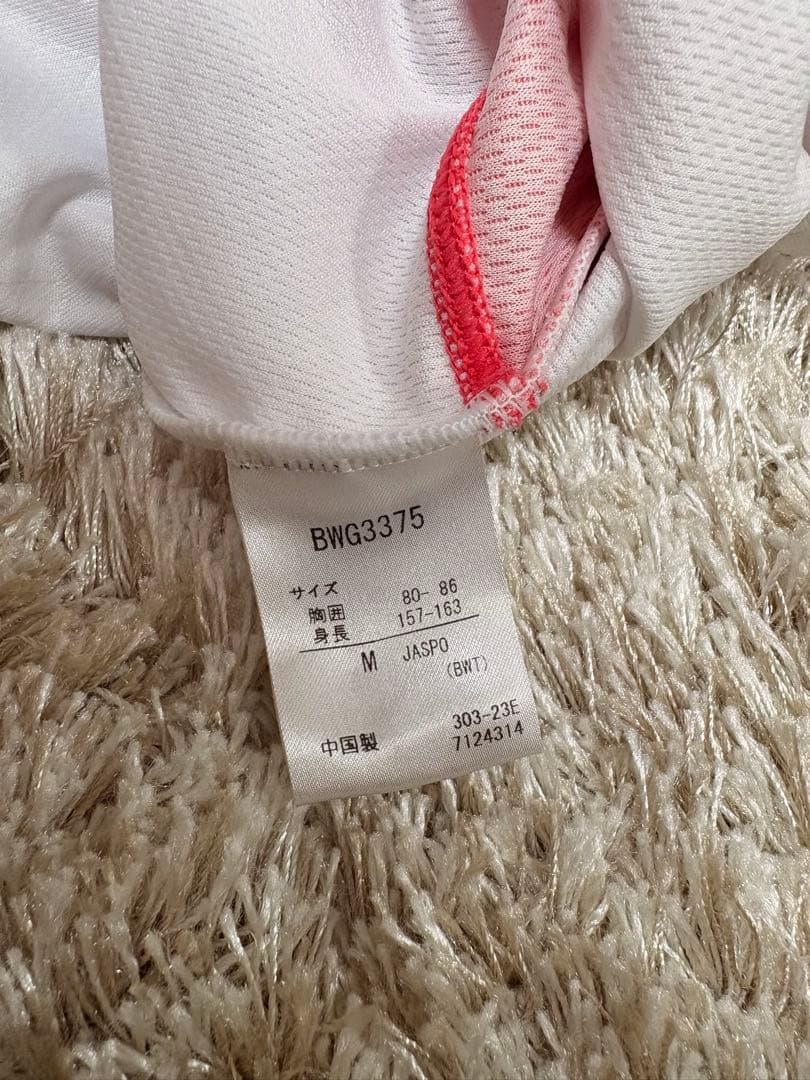 BWG3375
サイズ
胸囲 80- 86
身長 157-163
M JASPO
(BWT)
303-23E
中国製 7124314